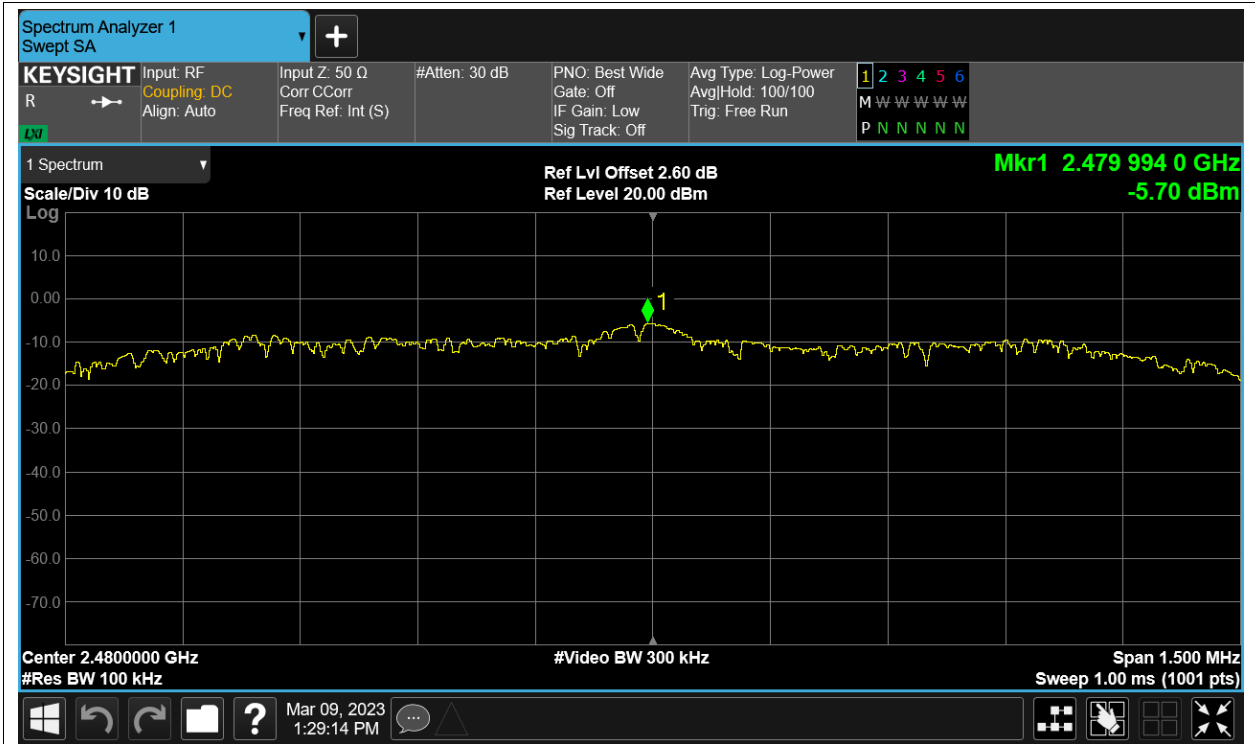 Spectrum Analyzer 1
Swept SA
KEYSIGHT
R
LXI
Input: RF
Coupling: DC
Align: Auto
Input Z: 50 Ω
Corr CCorr
Freq Ref: Int (S)
#Atten: 30 dB
PNO: Best Wide
Gate: Off
IF Gain: Low
Sig Track: Off
Avg Type: Log-Power
Avg|Hold: 100/100
Trig: Free Run
1 2 3 4 5 6
M W W W W W
P N N N N N
1 Spectrum
Scale/Div 10 dB
Log
Ref Lvl Offset 2.60 dB
Ref Level 20.00 dBm
Mkr1 2.479 994 0 GHz
-5.70 dBm
10.0
0.00
-10.0
-20.0
-30.0
-40.0
-50.0
-60.0
-70.0
1
Center 2.4800000 GHz
#Res BW 100 kHz
#Video BW 300 kHz
Span 1.500 MHz
Sweep 1.00 ms (1001 pts)
?
Mar 09, 2023
1:29:14 PM